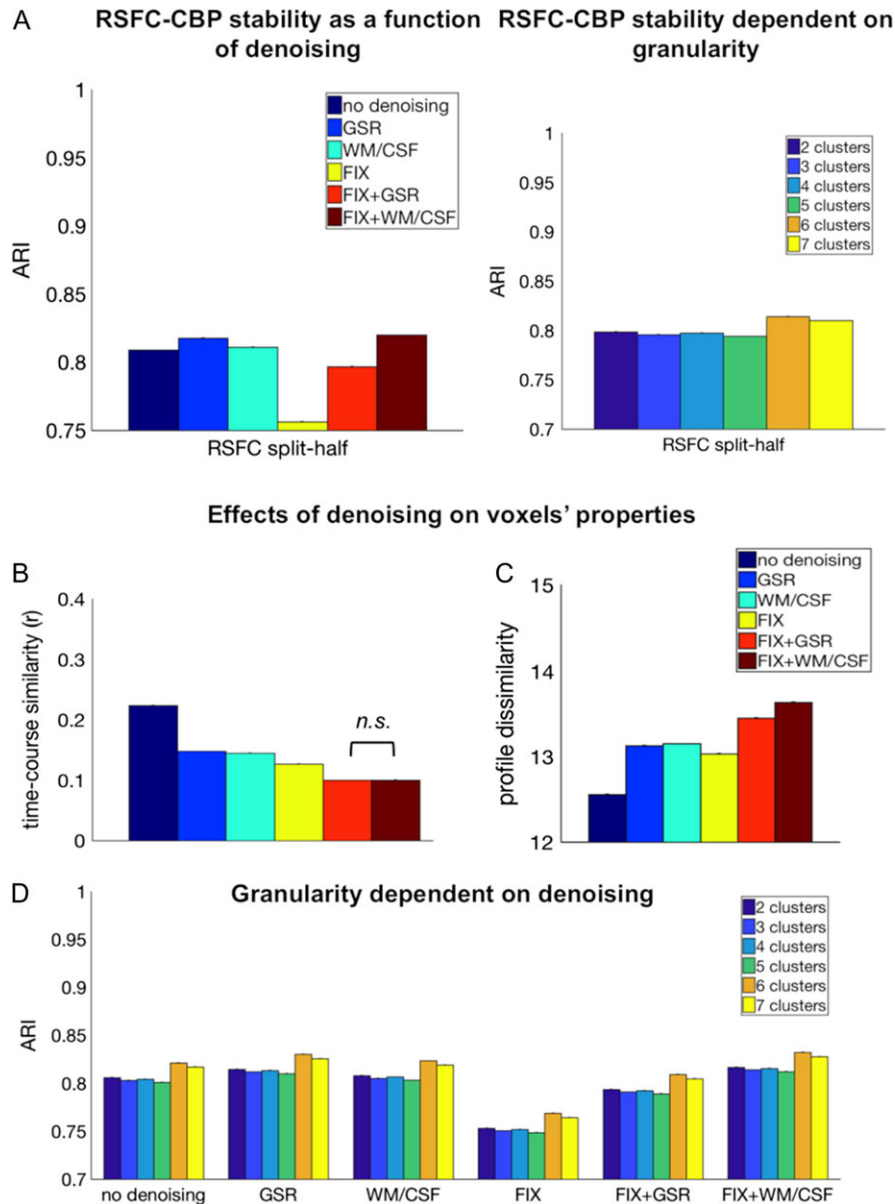 A
RSFC-CBP stability as a function
of denoising
RSFC-CBP stability dependent on
granularity
1
0.95
0.9
0.85
0.8
0.75
ARI
no denoising
GSR
WM/CSF
FIX
FIX+GSR
FIX+WM/CSF
RSFC split-half
1
0.95
0.9
0.85
0.8
0.75
0.7
ARI
2 clusters
3 clusters
4 clusters
5 clusters
6 clusters
7 clusters
RSFC split-half
Effects of denoising on voxels' properties
B
0.4
0.3
0.2
0.1
0
time-course similarity (r)
n.s.
C
15
14
13
12
profile dissimilarity
no denoising
GSR
WM/CSF
FIX
FIX+GSR
FIX+WM/CSF
D
Granularity dependent on denoising
1
0.95
0.9
0.85
0.8
0.75
0.7
ARI
2 clusters
3 clusters
4 clusters
5 clusters
6 clusters
7 clusters
no denoising
GSR
WM/CSF
FIX
FIX+GSR
FIX+WM/CSF